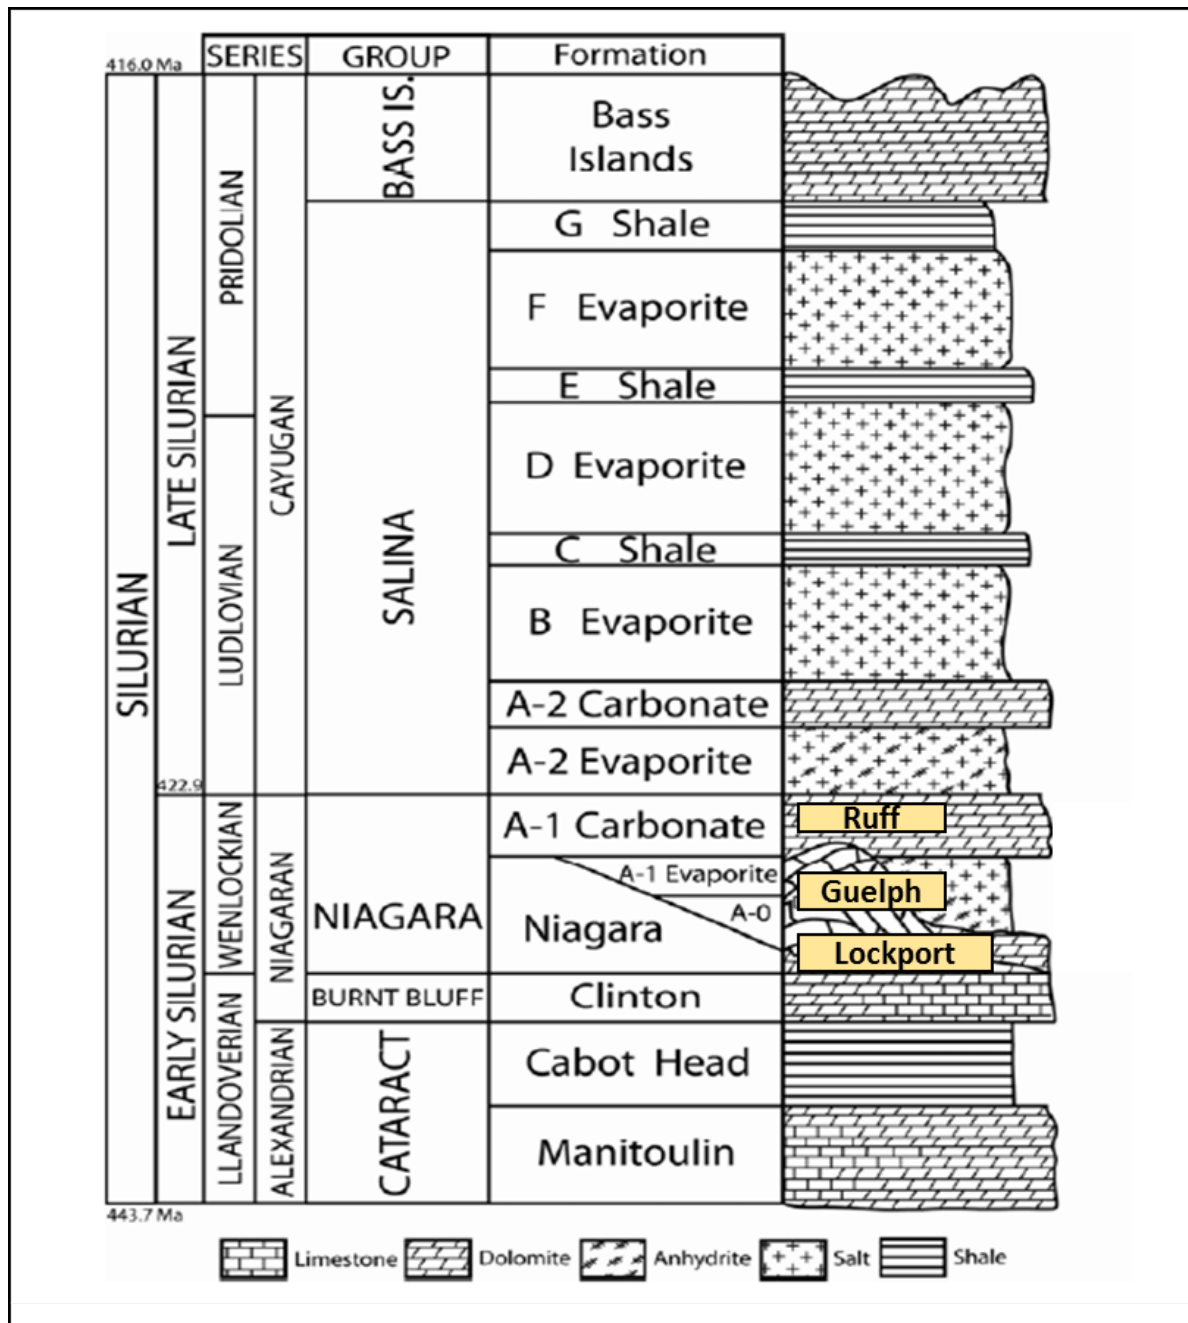 416.0 Ma
SERIES
GROUP
Formation
SILURIAN
LATE SILURIAN
EARLY SILURIAN
PRIDOLIAN
LUDLOVIAN
WENLOCKIAN
LLANDOVERIAN
CAYUGAN
NIAGARAN
ALEXANDRIAN
BASS IS.
SALINA
NIAGARA
BURNT BLUFF
CATARACT
Bass
Islands
G Shale
F Evaporite
E Shale
D Evaporite
C Shale
B Evaporite
A-2 Carbonate
A-2 Evaporite
422.9
A-1 Carbonate
A-1 Evaporite
A-0
Niagara
Clinton
Cabot Head
Manitoulin
Ruff
Guelph
Lockport
443.7 Ma
Limestone
Dolomite
Anhydrite
Salt
Shale